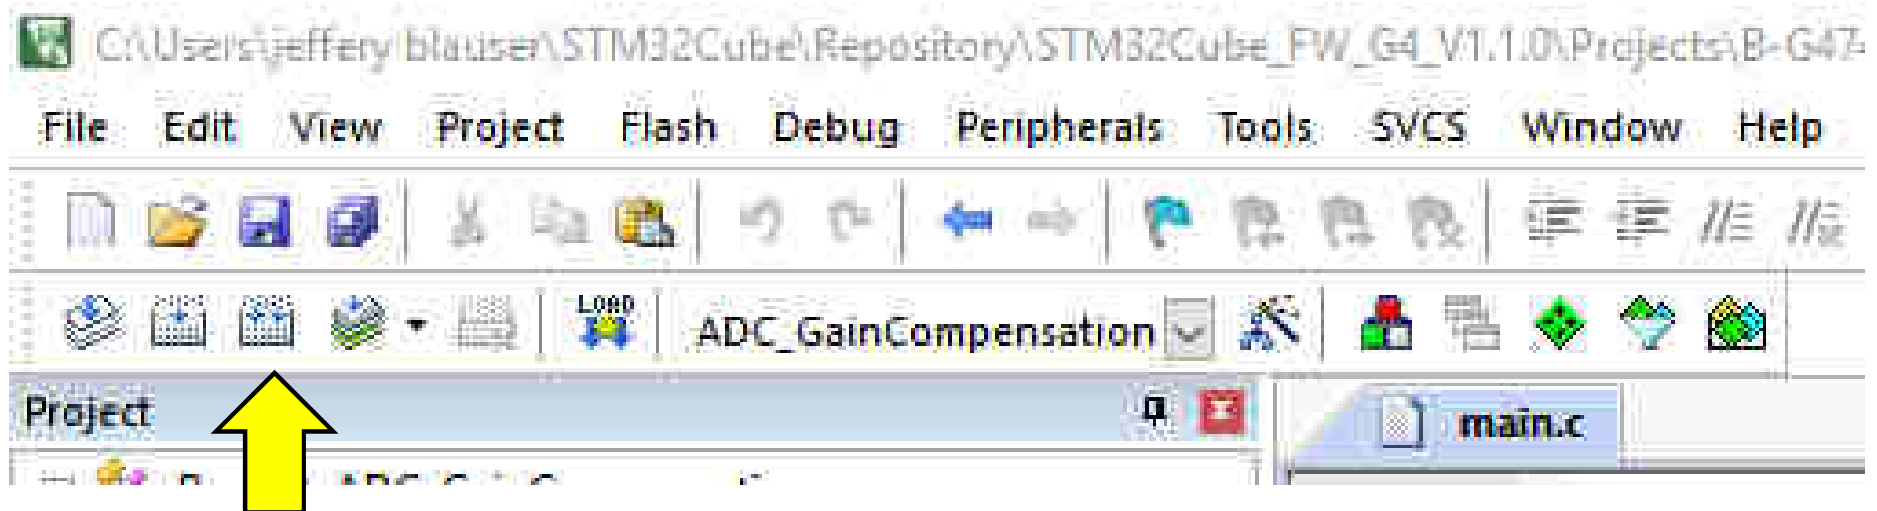 C:\Users\jeffery blauser\STM32Cube\Repository\STM32Cube_FW_G4_V1.1.0\Projects\B-G47
File Edit View Project Flash Debug Peripherals Tools SVCS Window Help
LOAD ADC_GainCompensation
Project main.c